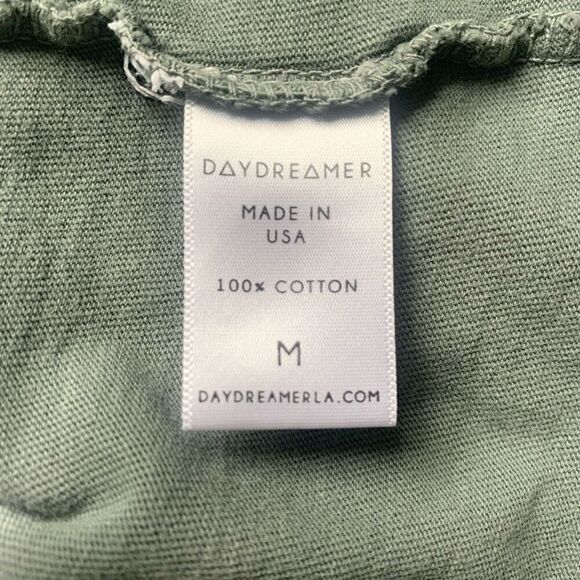 DAYDREAMER
MADE IN
USA
100% COTTON
M
DAYDREAMERLA.COM